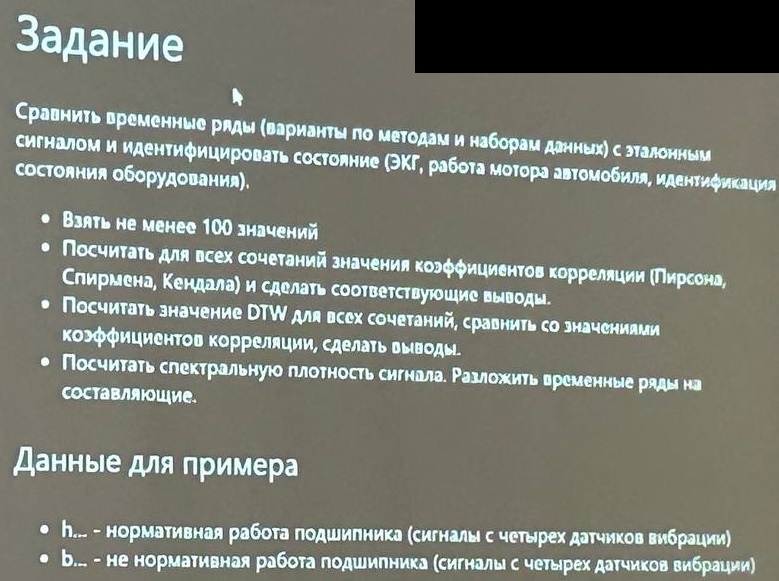 Задание
Сравнить временные ряды (варианты по методам и наборам данных) с эталонным
сигналом и идентифицировать состояние (ЭКГ, работа мотора автомобиля, идентификация
состояния оборудования).
• Взять не менее 100 значений
• Посчитать для всех сочетаний значения коэффициентов корреляции (Пирсона,
Спирмена, Кендала) и сделать соответствующие выводы.
• Посчитать значение DTW для всех сочетаний, сравнить со значениями
коэффициентов корреляции, сделать выводы.
• Посчитать спектральную плотность сигнала. Разложить временные ряды на
составляющие.
Данные для примера
• h... - нормативная работа подшипника (сигналы с четырех датчиков вибрации)
• b... - не нормативная работа подшипника (сигналы с четырех датчиков вибрации)